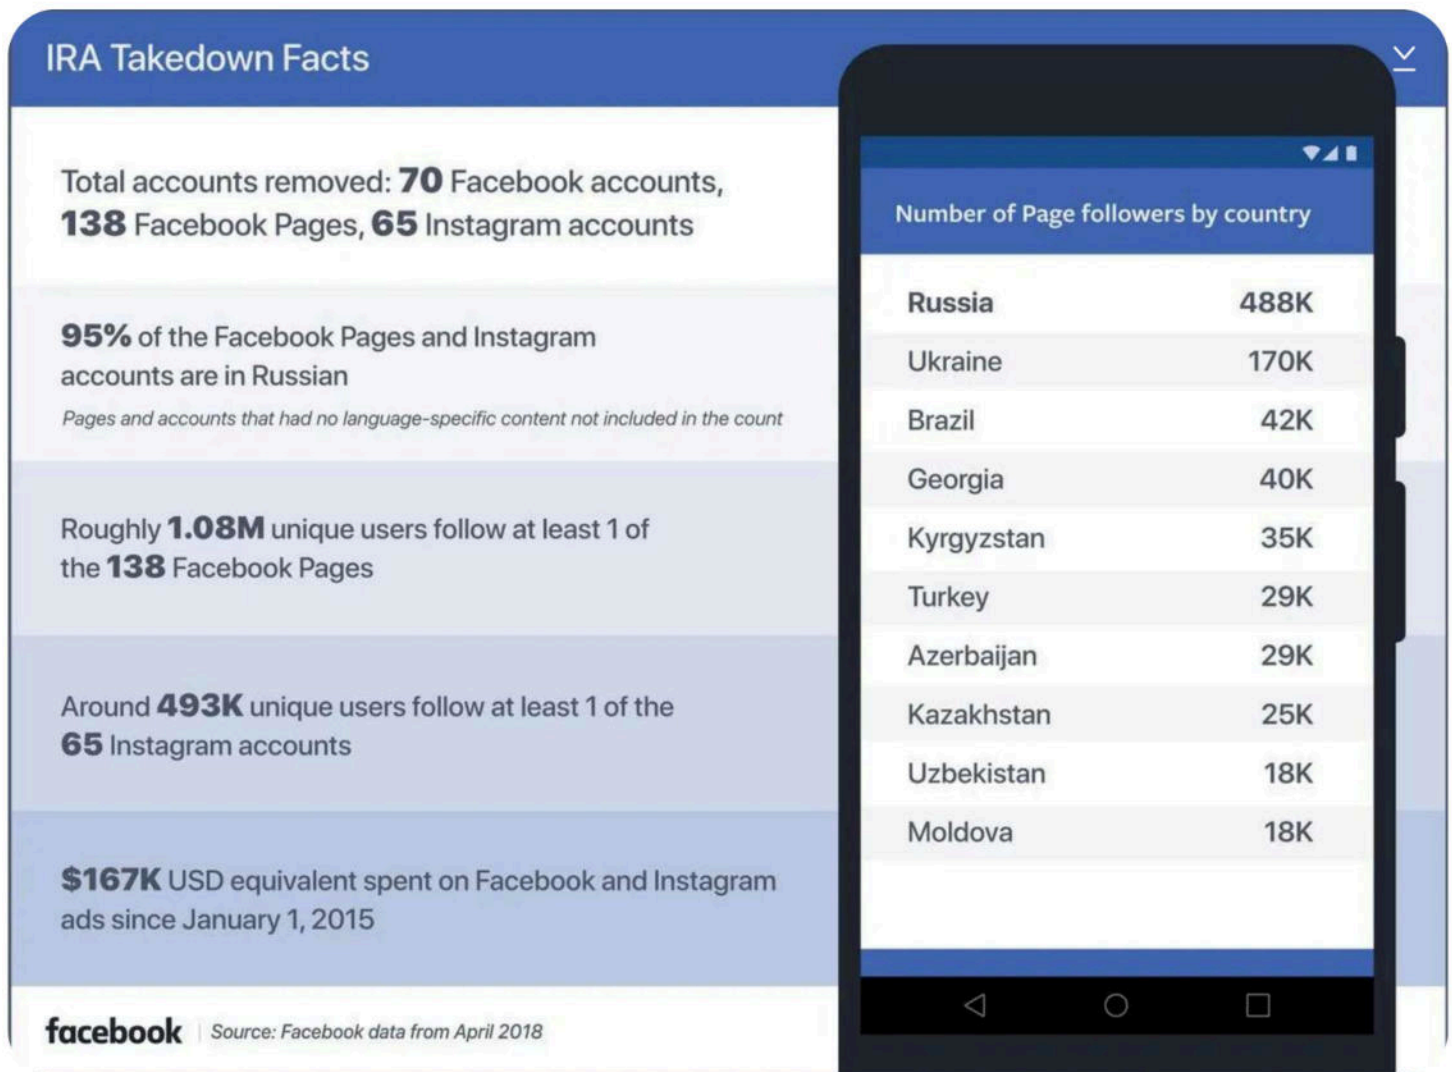 IRA Takedown Facts
Total accounts removed: 70 Facebook accounts,
138 Facebook Pages, 65 Instagram accounts
95% of the Facebook Pages and Instagram
accounts are in Russian
Pages and accounts that had no language-specific content not included in the count
Roughly 1.08M unique users follow at least 1 of
the 138 Facebook Pages
Around 493K unique users follow at least 1 of the
65 Instagram accounts
$167K USD equivalent spent on Facebook and Instagram
ads since January 1, 2015
facebook | Source: Facebook data from April 2018
Number of Page followers by country
Russia 488K
Ukraine 170K
Brazil 42K
Georgia 40K
Kyrgyzstan 35K
Turkey 29K
Azerbaijan 29K
Kazakhstan 25K
Uzbekistan 18K
Moldova 18K